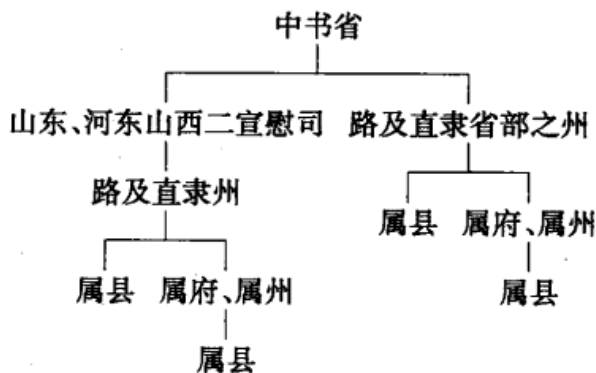 中书省
山东、河东山西二宣慰司 路及直隶省部之州
路及直隶州
属县 属府、属州
属县 属府、属州
属县
属县